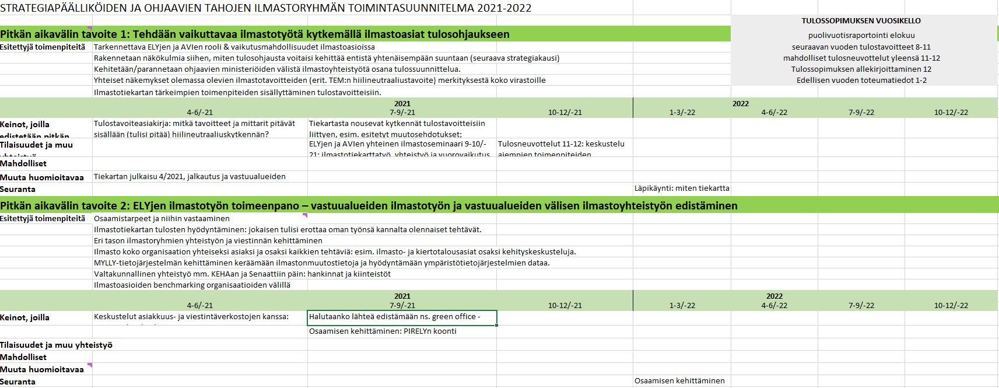 STRATEGIAPÄÄLLIKÖIDEN JA OHJAAVIEN TAHOJEN ILMASTORYHMÄN TOIMINTASUUNNITELMA 2021-2022
TULOSSOPIMUKSEN VUOSIKELLO
puolivuotisraportointi elokuu
seuraavan vuoden tulostavoitteet 8-11
mahdolliset tulosneuvottelut yleensä 11-12
Tulossopimuksen allekirjoittaminen 12
Edellisen vuoden toteumatiedot 1-2
Pitkän aikavälin tavoite 1: Tehdään vaikuttavaa ilmastotyötä kytkemällä ilmastoasiat tulosohjaukseen
Esitettyjä toimenpiteitä Tarkennettava ELYjen ja AVIen rooli & vaikutusmahdollisuudet ilmastoasioissa
Rakennetaan näkökulmia siihen, miten tulosohjausta voitaisi kehittää entistä yhtenäisempään suuntaan (seuraava strategiakausi)
Kehitetään/parannetaan ohjaavien ministeriöiden välistä ilmastoyhteistyötä osana tulossuunnittelua.
Yhteiset näkemykset olemassa olevien ilmastotavoitteiden (erit. TEM:n hiilineutraaliustavoite) merkityksestä koko virastoille
Ilmastotiekartan tärkeimpien toimenpiteiden sisällyttäminen tulostavoitteisiin.
2021 2022
4-6/-21 7-9/-21 10-12/-21 1-3/-22 4-6/-22 7-9/-22 10-12/-22
Keinot, joilla
edistetään pitkän
Tulostavoiteasiakirja: mitkä tavoitteet ja mittarit pitävät
sisällään (tulisi pitää) hiilineutraaliuskytkennän?
Tiekartasta nousevat kytkennät tulostavoitteisiin
liittyen, esim. esitetyt muutosehdotukset;
Tilaisuudet ja muu
yhteistyö
ELYjen ja AVIen yhteinen ilmastoseminaari 9-10/-
21: ilmastotiekarttatyö, yhteistyö ja vuorovaikutus
Tulosneuvottelut 11-12: keskustelu
aiempien toimenpiteiden
Mahdolliset
Muuta huomioitavaa Tiekartan julkaisu 4/2021, jalkautus ja vastuualueiden
Seuranta Läpikäynti: miten tiekartta
Pitkän aikavälin tavoite 2: ELYjen ilmastotyön toimeenpano – vastuualueiden ilmastotyön ja vastuualueiden välisen ilmastoyhteistyön edistäminen
Esitettyjä toimenpiteitä Osaamistarpeet ja niihin vastaaminen
Ilmastotiekartan tulosten hyödyntäminen: jokaisen tulisi erottaa oman työnsä kannalta olennaiset tehtävät.
Eri tason ilmastoryhmien yhteistyön ja viestinnän kehittäminen
Ilmasto koko organisaation yhteiseksi asiaksi ja osaksi kaikkien tehtäviä: esim. ilmasto- ja kiertotalousasiat osaksi kehityskeskusteluja.
MYLLY-tietojärjestelmän kehittäminen keräämään ilmastonmuutostietoja ja hyödyntämään ympäristötietojärjestelmien dataa.
Valtakunnallinen yhteistyö mm. KEHAan ja Senaattiin päin: hankinnat ja kiinteistöt
Ilmastoasioiden benchmarking organisaatioiden välillä
2021 2022
4-6/-21 7-9/-21 10-12/-21 1-3/-22 4-6/-22 7-9/-22 10-12/-22
Keinot, joilla Keskustelut asiakkuus- ja viestintäverkostojen kanssa: Halutaanko lähteä edistämään ns. green office -
Osaamisen kehittäminen: PIRELYn koonti
Tilaisuudet ja muu yhteistyö
Mahdolliset
Muuta huomioitavaa
Seuranta Osaamisen kehittäminen